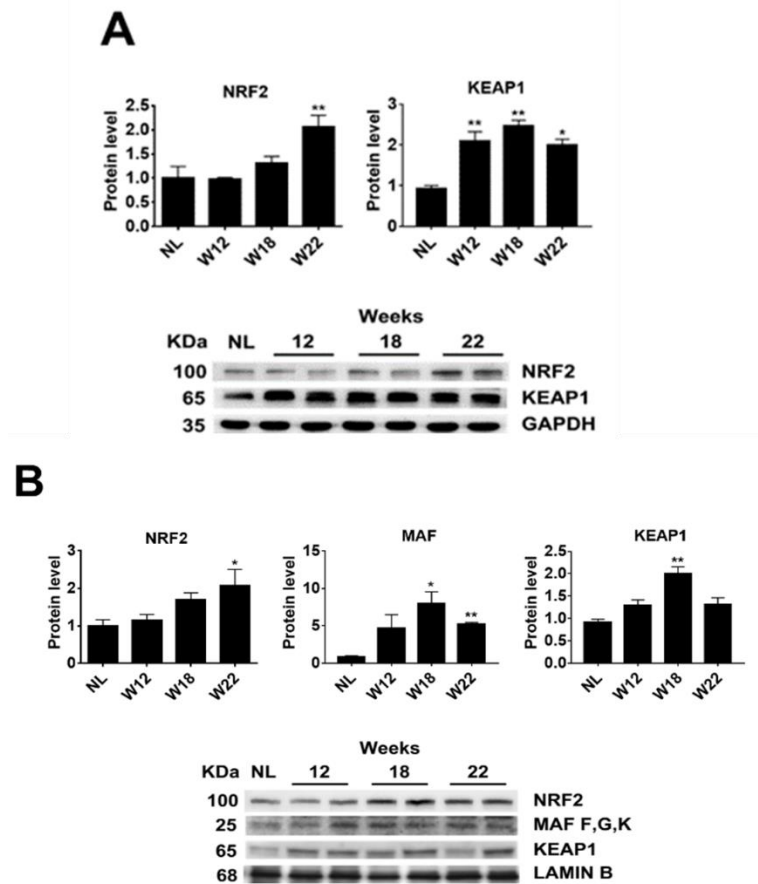 A
NRF2
KEAP1
Protein level
2.5
2.0
1.5
1.0
0.5
0.0
**
NL
W12
W18
W22
Protein level
3
2
1
0
**
**
*
NL
W12
W18
W22
Weeks
KDa NL 12 18 22
100 NRF2
65 KEAP1
35 GAPDH
B
NRF2
MAF
KEAP1
Protein level
3
2
1
0
*
NL
W12
W18
W22
Protein level
15
10
5
0
*
**
NL
W12
W18
W22
Protein level
2.5
2.0
1.5
1.0
0.5
0.0
**
NL
W12
W18
W22
Weeks
KDa NL 12 18 22
100 NRF2
25 MAF F,G,K
65 KEAP1
68 LAMIN B